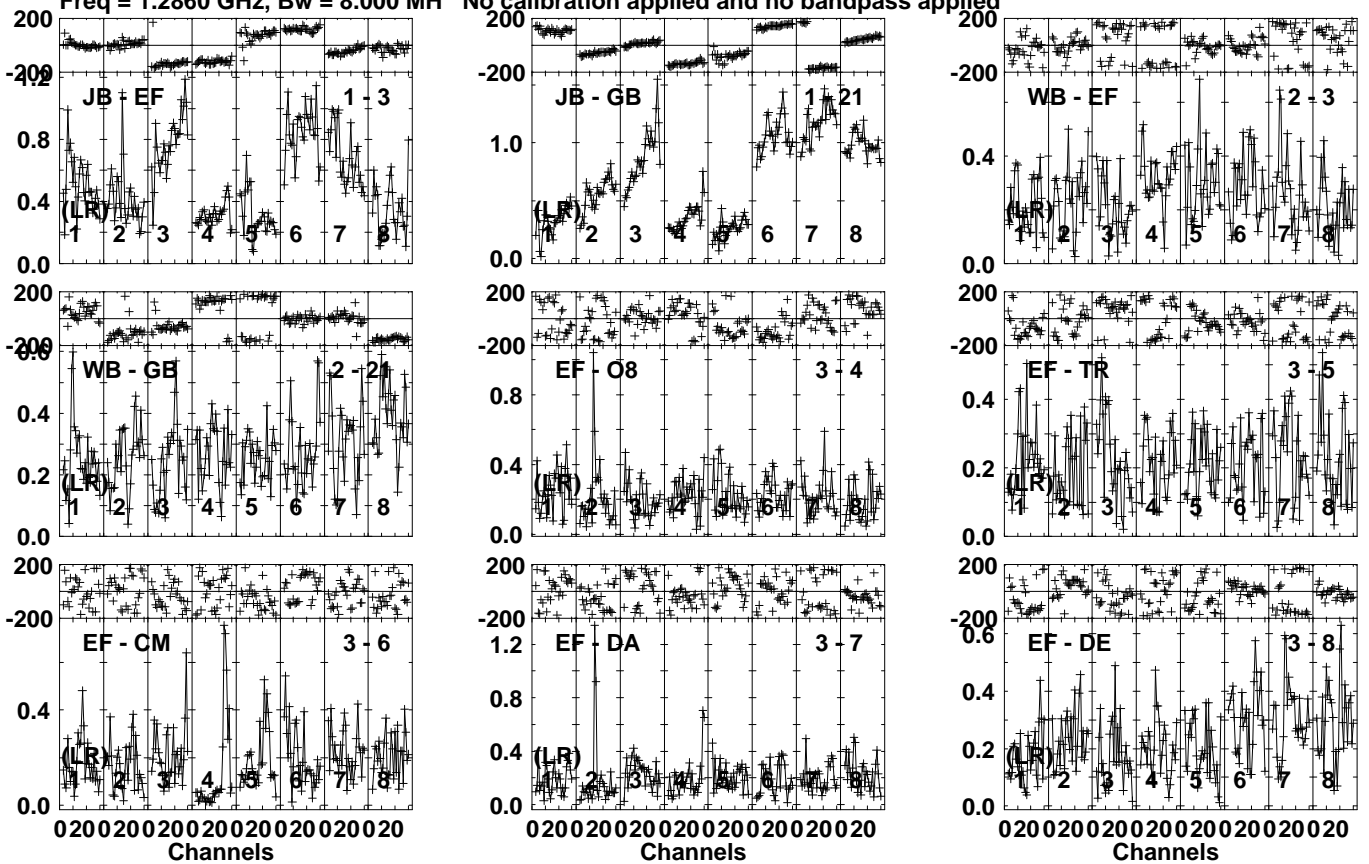 Freq = 1.2860 GHz, Bw = 8.000 MH No calibration applied and no bandpass applied
200
-200
1.2
0.8
0.4
0.0
JB - EF 1 - 3
(LR)
1 2 3 4 5 6 7 8
200
-200
1.0
0.0
JB - GB 1 - 21
(LR)
1 2 3 4 5 6 7 8
200
-200
0.4
0.0
WB - EF 2 - 3
(LR)
1 2 3 4 5 6 7 8
200
-200
0.6
0.4
0.2
0.0
WB - GB 2 - 21
(LR)
1 2 3 4 5 6 7 8
200
-200
0.8
0.4
0.0
EF - O8 3 - 4
(LR)
1 2 3 4 5 6 7 8
200
-200
0.4
0.2
0.0
EF - TR 3 - 5
(LR)
1 2 3 4 5 6 7 8
200
-200
0.4
0.0
EF - CM 3 - 6
(LR)
1 2 3 4 5 6 7 8
0 20 0 20 0 20 0 20 0 20 0 20 0 20 0 20
Channels
200
-200
1.2
0.8
0.4
0.0
EF - DA 3 - 7
(LR)
1 2 3 4 5 6 7 8
0 20 0 20 0 20 0 20 0 20 0 20 0 20 0 20
Channels
200
-200
0.6
0.4
0.2
0.0
EF - DE 3 - 8
(LR)
1 2 3 4 5 6 7 8
0 20 0 20 0 20 0 20 0 20 0 20 0 20 0 20
Channels